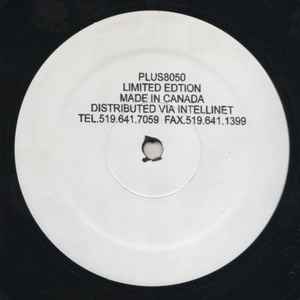 PLUS8050
LIMITED EDTION
MADE IN CANADA
DISTRIBUTED VIA INTELLINET
TEL.519.641.7059 FAX.519.641.1399